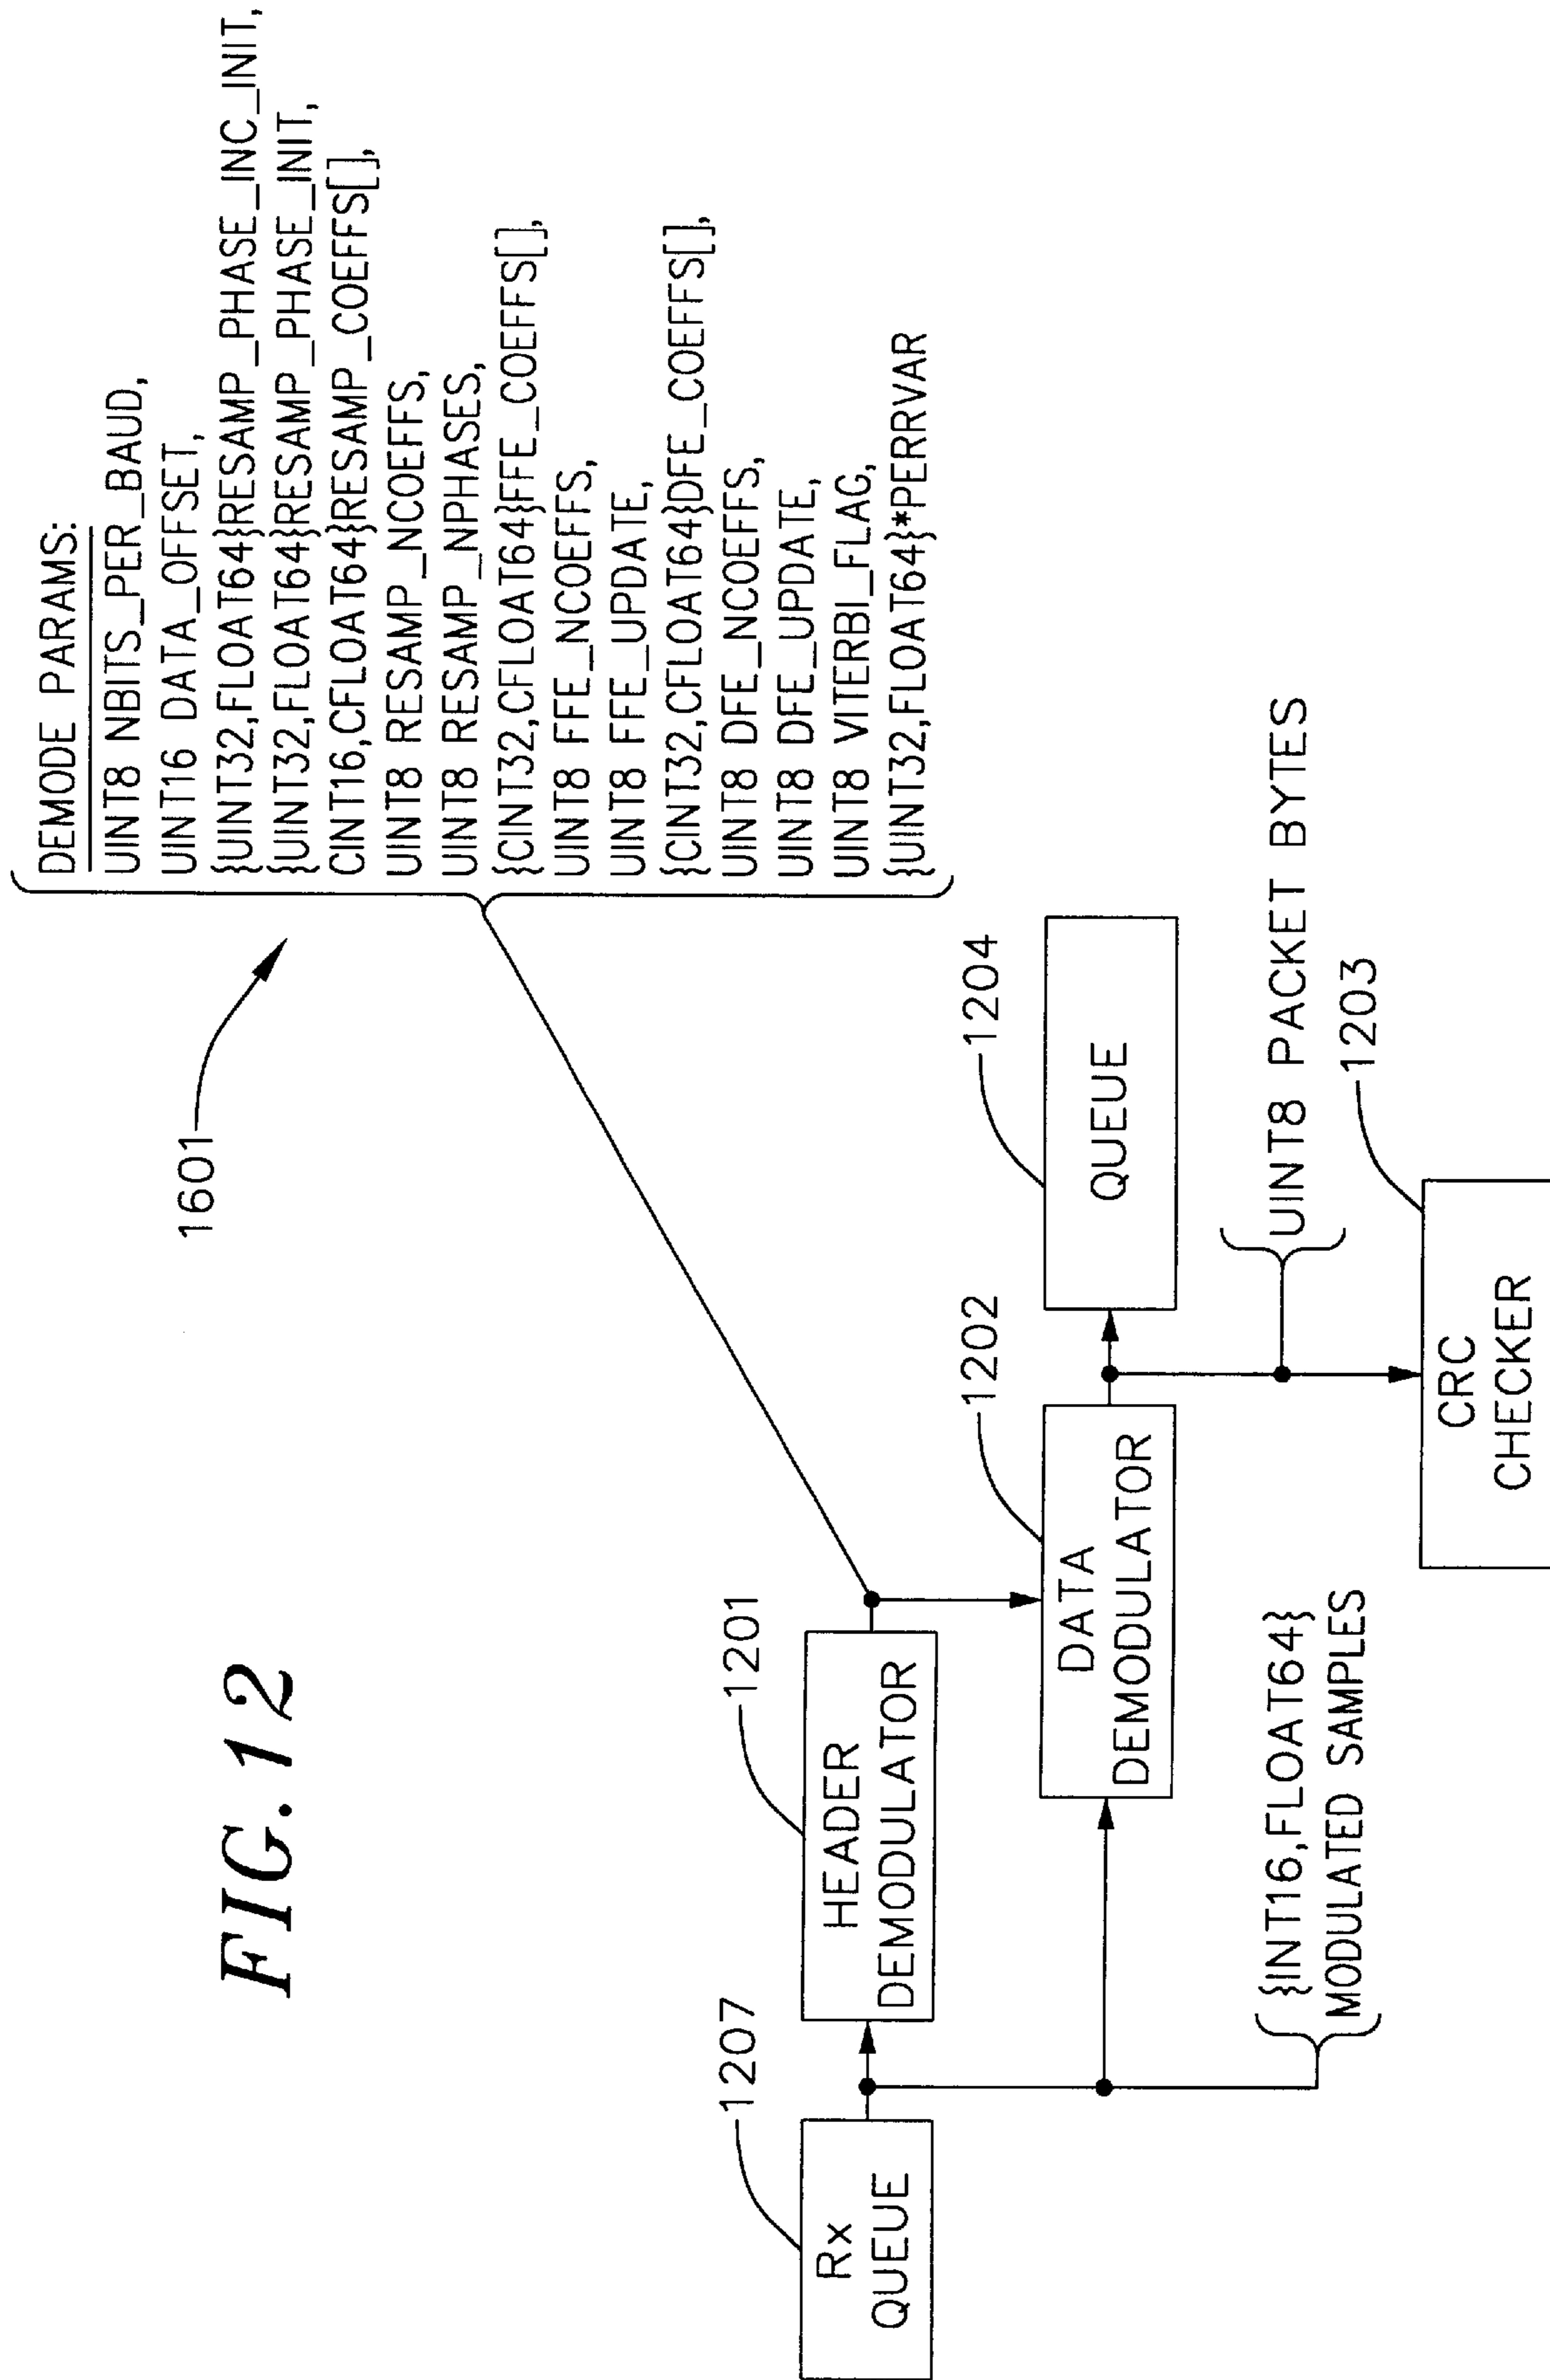 FIG. 12
1601
DEMODE PARAMS:
UINT8 NBITS_PER_BAUD,
UINT16 DATA_OFFSET,
{UINT32,FLOAT64}RESAMP_PHASE_INC_INIT,
{UINT32,FLOAT64}RESAMP_PHASE_INIT,
CINT16,CFLOAT64}RESAMP_COEFFS[],
UINT8 RESAMP_NCOEFFS,
UINT8 RESAMP_NPHASES,
{CINT32,CFLOAT64}FFE_COEFFS[],
UINT8 FFE_NCOEFFS,
UINT8 FFE_UPDATE,
{CINT32,CFLOAT64}DFE_COEFFS[],
UINT8 DFE_NCOEFFS,
UINT8 DFE_UPDATE,
UINT8 VITERBI_FLAG,
{UINT32,FLOAT64}*PERRVAR
1207
Rx
QUEUE
1201
HEADER
DEMODULATOR
1202
DATA
DEMODULATOR
1204
QUEUE
{INT16,FLOAT64}
MODULATED SAMPLES
UINT8 PACKET BYTES
1203
CRC
CHECKER